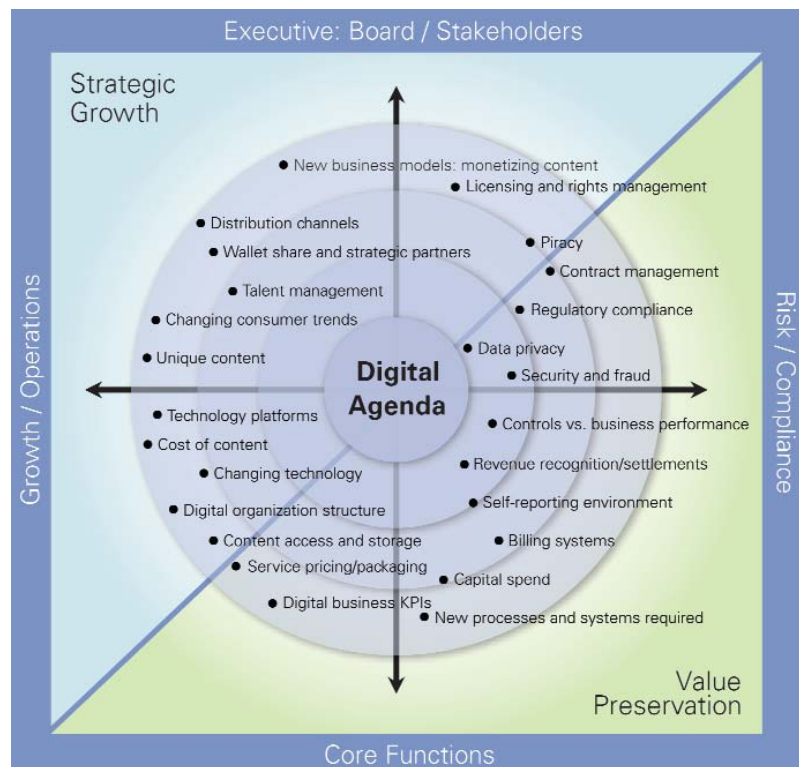 Executive: Board / Stakeholders
Strategic
Growth
New business models: monetizing content
Licensing and rights management
Distribution channels
Piracy
Wallet share and strategic partners
Contract management
Talent management
Regulatory compliance
Changing consumer trends
Data privacy
Unique content
Security and fraud
Digital
Agenda
Growth / Operations
Risk / Compliance
Technology platforms
Controls vs. business performance
Cost of content
Revenue recognition/settlements
Changing technology
Self-reporting environment
Digital organization structure
Content access and storage
Billing systems
Service pricing/packaging
Capital spend
Digital business KPIs
New processes and systems required
Value
Preservation
Core Functions